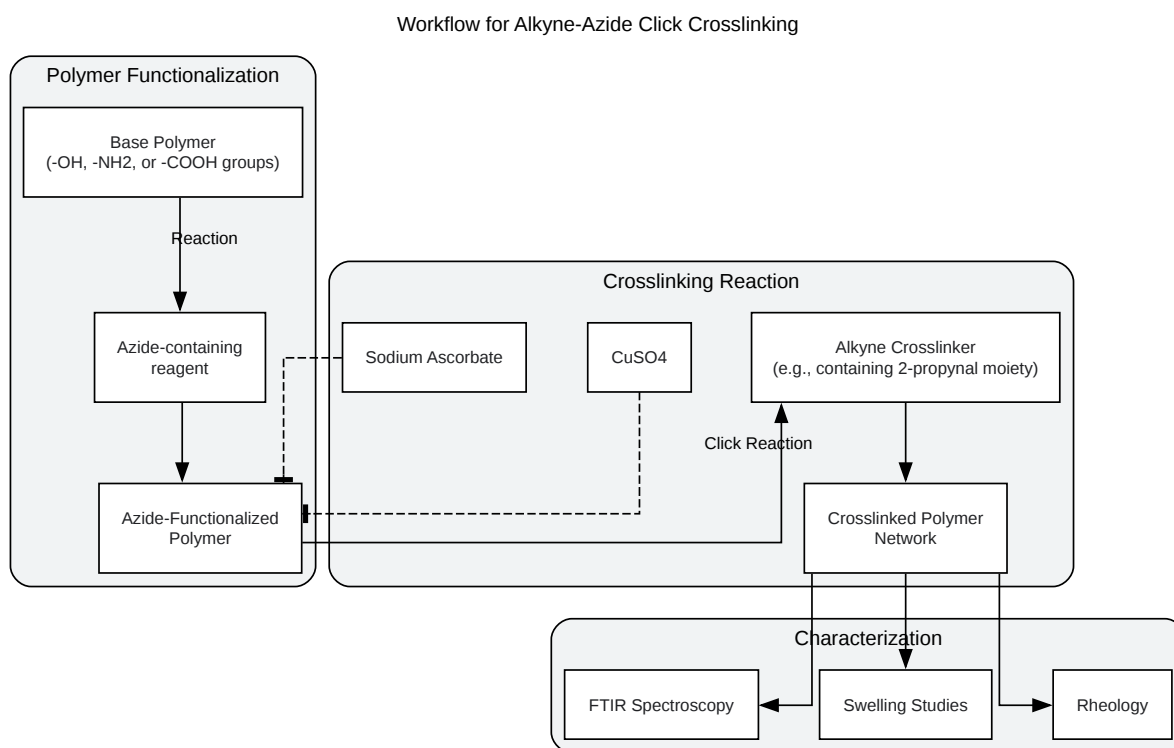 Workflow for Alkyne-Azide Click Crosslinking
Polymer Functionalization
Base Polymer
(-OH, -NH2, or -COOH groups)
Reaction
Azide-containing
reagent
Azide-Functionalized
Polymer
Crosslinking Reaction
Sodium Ascorbate
CuSO4
Alkyne Crosslinker
(e.g., containing 2-propynal moiety)
Click Reaction
Crosslinked Polymer
Network
Characterization
FTIR Spectroscopy
Swelling Studies
Rheology